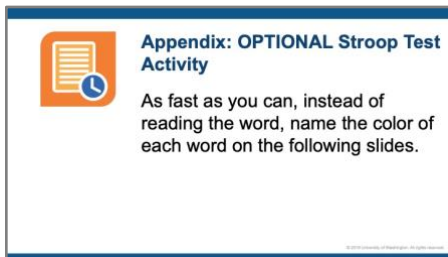 Appendix: OPTIONAL Stroop Test
Activity
As fast as you can, instead of
reading the word, name the color of
each word on the following slides.